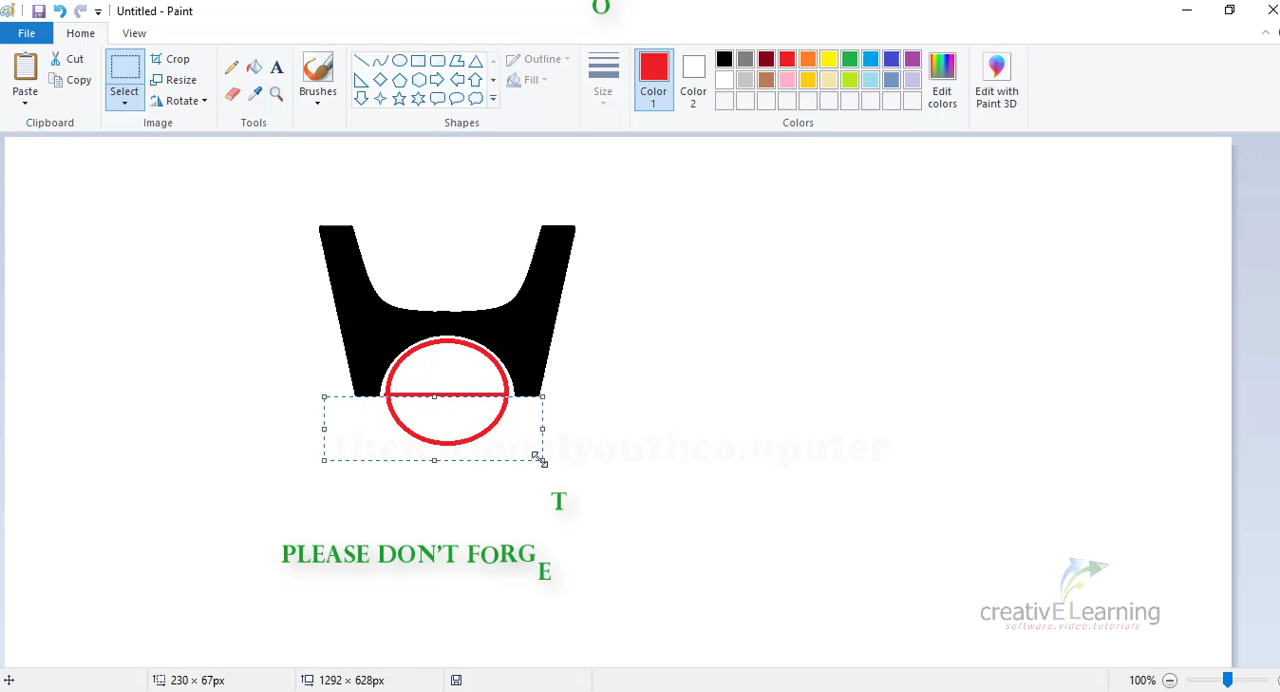 Untitled - Paint
O
File Home View
Cut
Copy
Paste
Clipboard
Select
Crop
Resize
Rotate
Image
Tools
Brushes
Shapes
Outline
Fill
Size
Color 1
Color 2
Edit colors
Edit with Paint 3D
Colors
T
PLEASE DON'T FORG
E
creativELearning
software.video.tutorials
230 × 67px
1292 × 628px
100%